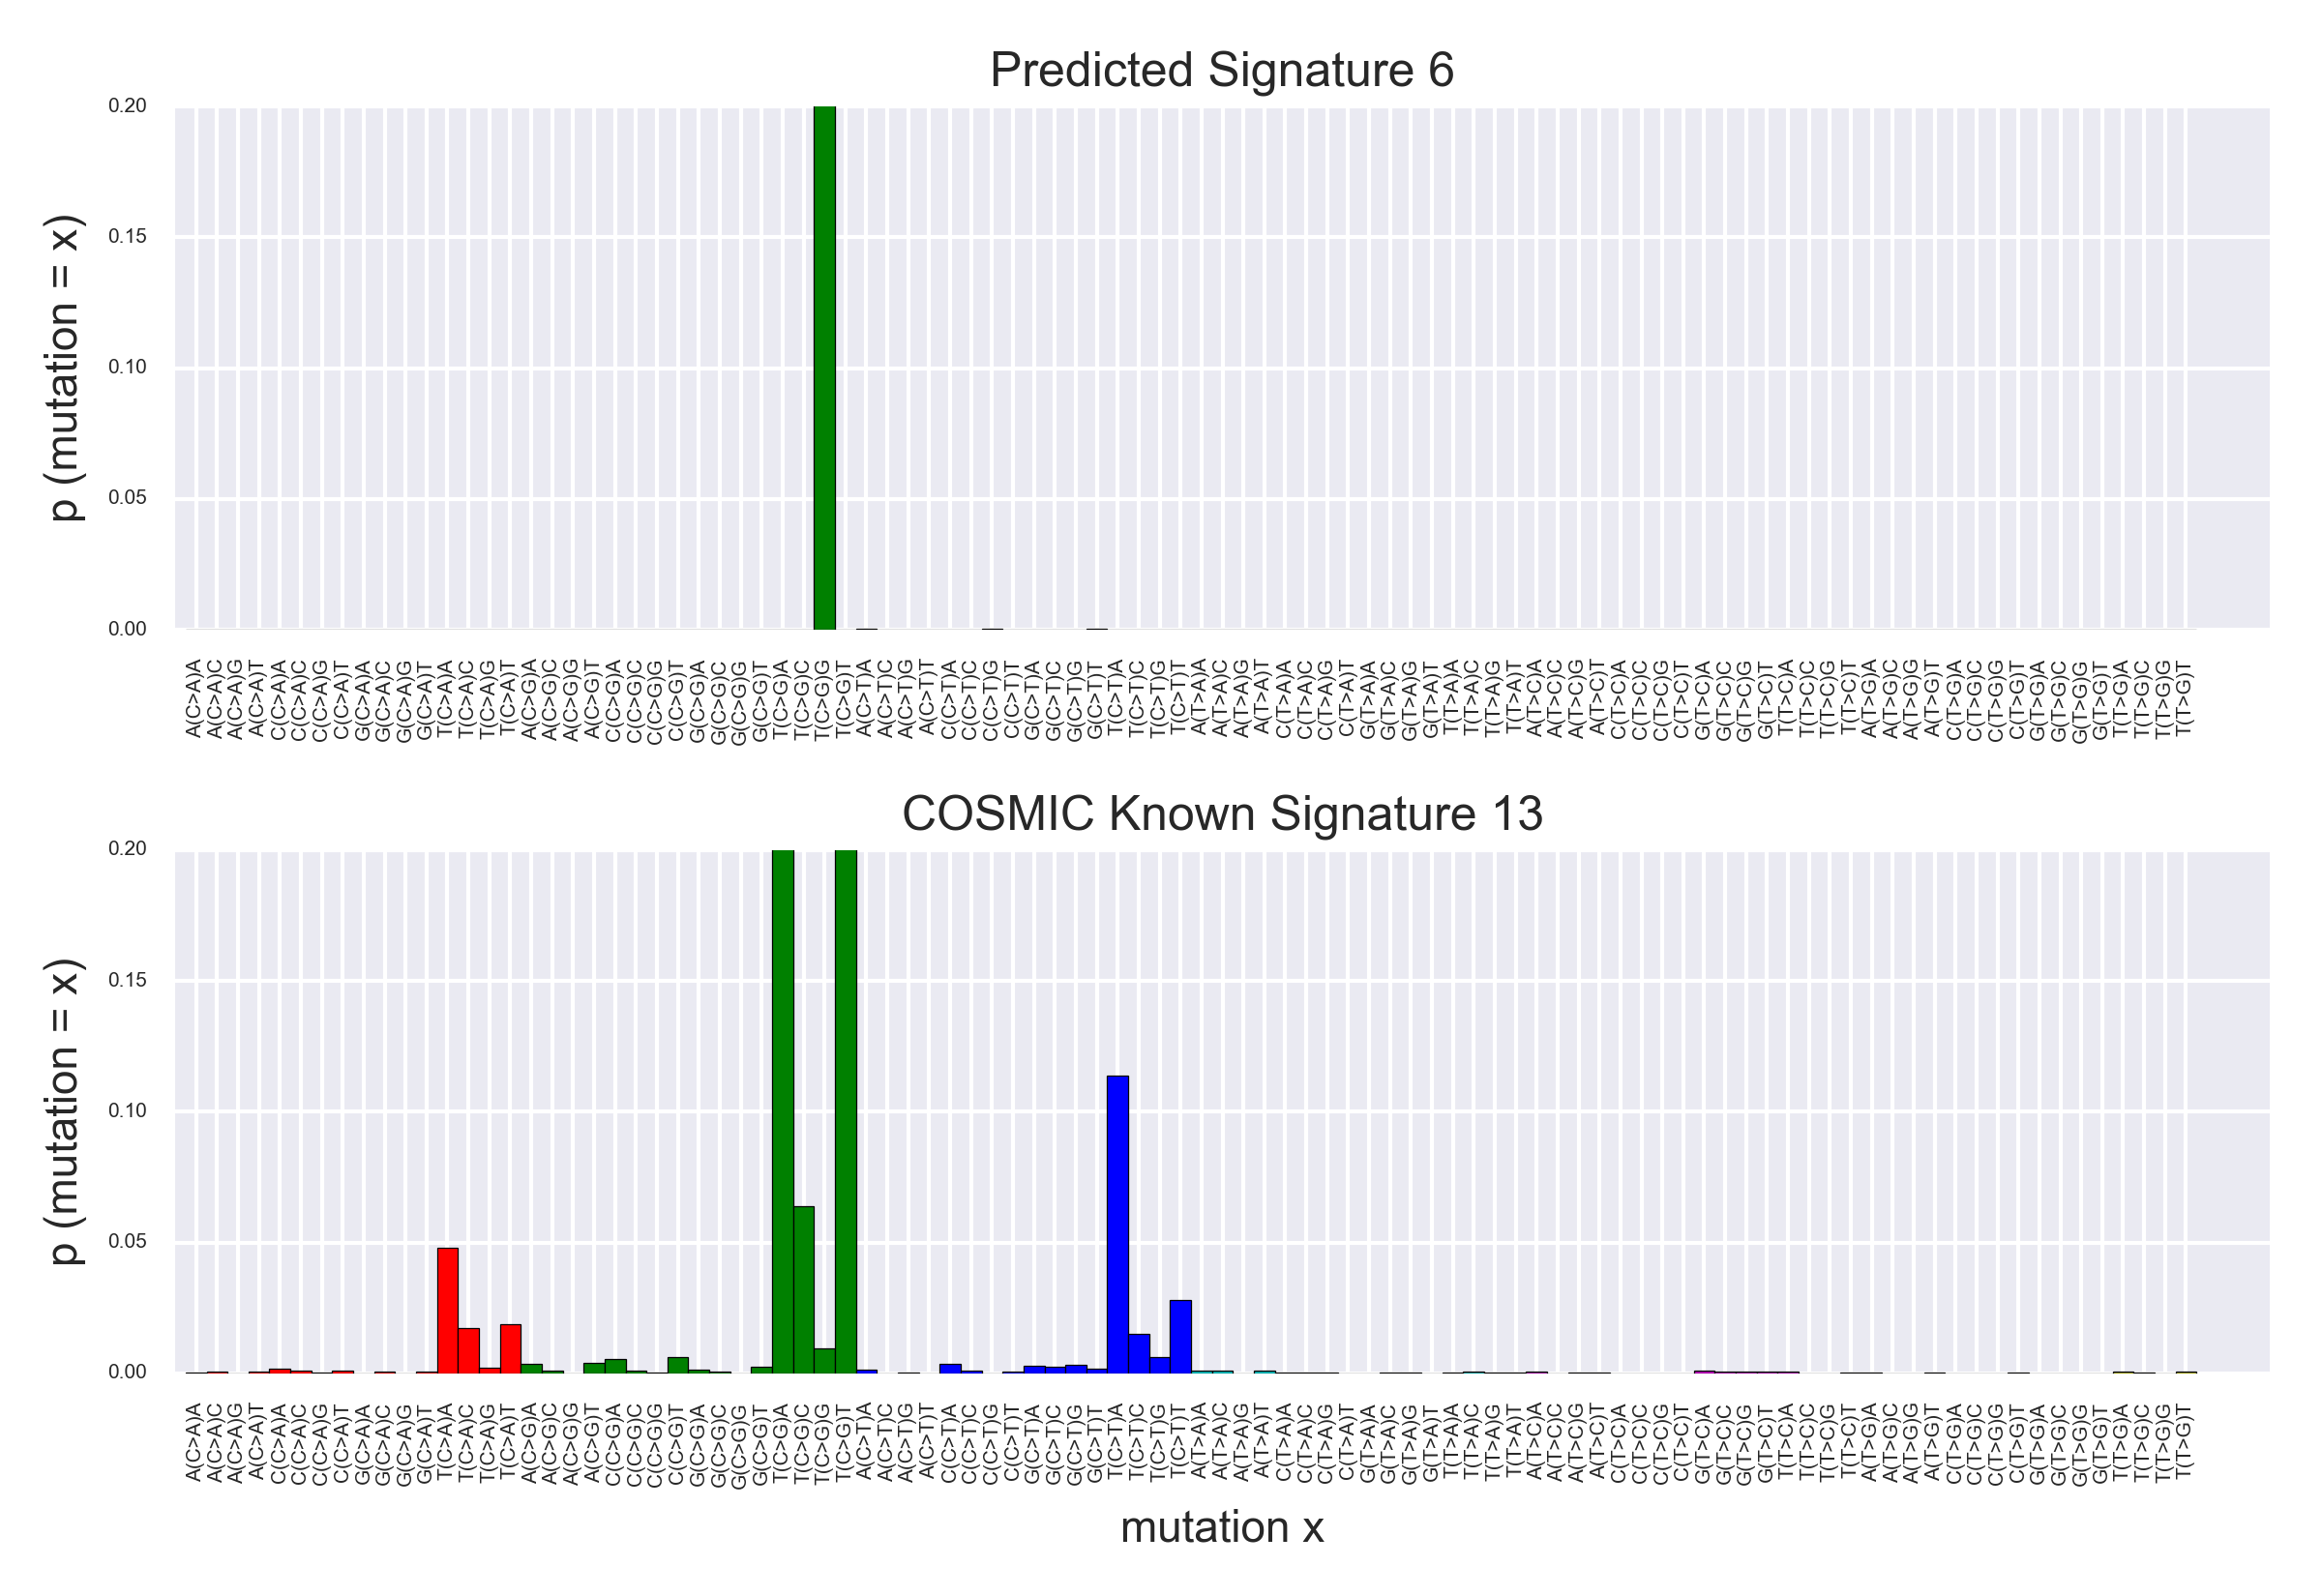 Predicted Signature 6
p (mutation = x)
0.20
0.15
0.10
0.05
0.00
A(C>A)A A(C>A)C A(C>A)G A(C>A)T C(C>A)A C(C>A)C C(C>A)G C(C>A)T G(C>A)A G(C>A)C G(C>A)G G(C>A)T T(C>A)A T(C>A)C T(C>A)G T(C>A)T A(C>G)A A(C>G)C A(C>G)G A(C>G)T C(C>G)A C(C>G)C C(C>G)G C(C>G)T G(C>G)A G(C>G)C G(C>G)G G(C>G)T T(C>G)A T(C>G)C T(C>G)G T(C>G)T A(C>T)A A(C>T)C A(C>T)G A(C>T)T C(C>T)A C(C>T)C C(C>T)G C(C>T)T G(C>T)A G(C>T)C G(C>T)G G(C>T)T T(C>T)A T(C>T)C T(C>T)G T(C>T)T A(T>A)A A(T>A)C A(T>A)G A(T>A)T C(T>A)A C(T>A)C C(T>A)G C(T>A)T G(T>A)A G(T>A)C G(T>A)G G(T>A)T T(T>A)A T(T>A)C T(T>A)G T(T>A)T A(T>C)A A(T>C)C A(T>C)G A(T>C)T C(T>C)A C(T>C)C C(T>C)G C(T>C)T G(T>C)A G(T>C)C G(T>C)G G(T>C)T T(T>C)A T(T>C)C T(T>C)G T(T>C)T A(T>G)A A(T>G)C A(T>G)G A(T>G)T C(T>G)A C(T>G)C C(T>G)G C(T>G)T G(T>G)A G(T>G)C G(T>G)G G(T>G)T T(T>G)A T(T>G)C T(T>G)G T(T>G)T
COSMIC Known Signature 13
p (mutation = x)
0.20
0.15
0.10
0.05
0.00
A(C>A)A A(C>A)C A(C>A)G A(C>A)T C(C>A)A C(C>A)C C(C>A)G C(C>A)T G(C>A)A G(C>A)C G(C>A)G G(C>A)T T(C>A)A T(C>A)C T(C>A)G T(C>A)T A(C>G)A A(C>G)C A(C>G)G A(C>G)T C(C>G)A C(C>G)C C(C>G)G C(C>G)T G(C>G)A G(C>G)C G(C>G)G G(C>G)T T(C>G)A T(C>G)C T(C>G)G T(C>G)T A(C>T)A A(C>T)C A(C>T)G A(C>T)T C(C>T)A C(C>T)C C(C>T)G C(C>T)T G(C>T)A G(C>T)C G(C>T)G G(C>T)T T(C>T)A T(C>T)C T(C>T)G T(C>T)T A(T>A)A A(T>A)C A(T>A)G A(T>A)T C(T>A)A C(T>A)C C(T>A)G C(T>A)T G(T>A)A G(T>A)C G(T>A)G G(T>A)T T(T>A)A T(T>A)C T(T>A)G T(T>A)T A(T>C)A A(T>C)C A(T>C)G A(T>C)T C(T>C)A C(T>C)C C(T>C)G C(T>C)T G(T>C)A G(T>C)C G(T>C)G G(T>C)T T(T>C)A T(T>C)C T(T>C)G T(T>C)T A(T>G)A A(T>G)C A(T>G)G A(T>G)T C(T>G)A C(T>G)C C(T>G)G C(T>G)T G(T>G)A G(T>G)C G(T>G)G G(T>G)T T(T>G)A T(T>G)C T(T>G)G T(T>G)T
mutation x